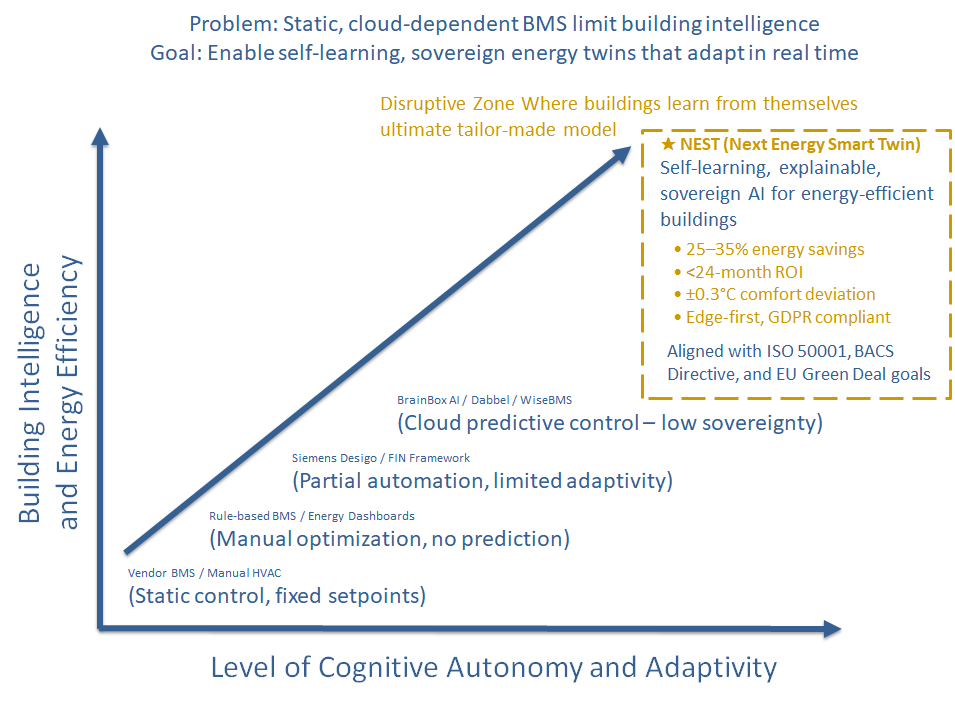 Problem: Static, cloud-dependent BMS limit building intelligence
Goal: Enable self-learning, sovereign energy twins that adapt in real time
Disruptive Zone Where buildings learn from themselves
ultimate tailor-made model
★ NEST (Next Energy Smart Twin)
Self-learning, explainable,
sovereign AI for energy-efficient
buildings
• 25–35% energy savings
• <24-month ROI
• ±0.3°C comfort deviation
• Edge-first, GDPR compliant
Aligned with ISO 50001, BACS
Directive, and EU Green Deal goals
BrainBox AI / Dabbel / WiseBMS
(Cloud predictive control – low sovereignty)
Siemens Desigo / FIN Framework
(Partial automation, limited adaptivity)
Rule-based BMS / Energy Dashboards
(Manual optimization, no prediction)
Vendor BMS / Manual HVAC
(Static control, fixed setpoints)
Building Intelligence
and Energy Efficiency
Level of Cognitive Autonomy and Adaptivity